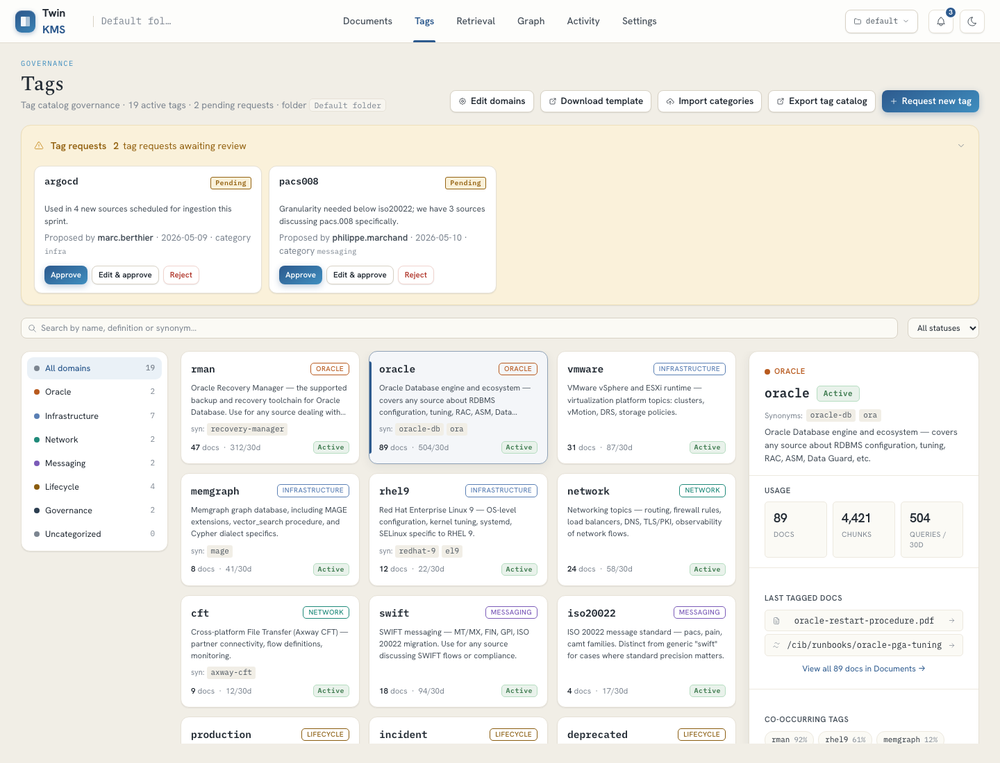 Twin
KMS
Default fol…
Documents
Tags
Retrieval
Graph
Activity
Settings
default
3
GOVERNANCE
Tags
Tag catalog governance · 19 active tags · 2 pending requests · folder Default folder
Edit domains
Download template
Import categories
Export tag catalog
Request new tag
Tag requests 2 tag requests awaiting review
argocd
Pending
Used in 4 new sources scheduled for ingestion this
sprint.
Proposed by marc.berthier · 2026-05-09 · category
infra
Approve
Edit & approve
Reject
pacs008
Pending
Granularity needed below iso20022; we have 3 sources
discussing pacs.008 specifically.
Proposed by philippe.marchand · 2026-05-10 ·
category messaging
Approve
Edit & approve
Reject
Search by name, definition or synonym…
All statuses
All domains 19
Oracle 2
Infrastructure 7
Network 2
Messaging 2
Lifecycle 4
Governance 2
Uncategorized 0
rman
ORACLE
Oracle Recovery Manager — the supported
backup and recovery toolchain for Oracle
Database. Use for any source dealing with…
syn: recovery-manager
47 docs · 312/30d
Active
oracle
ORACLE
Oracle Database engine and ecosystem —
covers any source about RDBMS
configuration, tuning, RAC, ASM, Data…
syn: oracle-db ora
89 docs · 504/30d
Active
vmware
INFRASTRUCTURE
VMware vSphere and ESXi runtime —
virtualization platform topics: clusters,
vMotion, DRS, storage policies.
31 docs · 87/30d
Active
memgraph
INFRASTRUCTURE
Memgraph graph database, including MAGE
extensions, vector_search procedure, and
Cypher dialect specifics.
syn: mage
8 docs · 41/30d
Active
rhel9
INFRASTRUCTURE
Red Hat Enterprise Linux 9 — OS-level
configuration, kernel tuning, systemd,
SELinux specific to RHEL 9.
syn: redhat-9 el9
12 docs · 22/30d
Active
network
NETWORK
Networking topics — routing, firewall rules,
load balancers, DNS, TLS/PKI, observability
of network flows.
24 docs · 58/30d
Active
cft
NETWORK
Cross-platform File Transfer (Axway CFT) —
partner connectivity, flow definitions,
monitoring.
syn: axway-cft
9 docs · 12/30d
Active
swift
MESSAGING
SWIFT messaging — MT/MX, FIN, GPI, ISO
20022 migration. Use for any source
discussing SWIFT flows or compliance.
18 docs · 94/30d
Active
iso20022
MESSAGING
ISO 20022 message standard — pacs, pain,
camt families. Distinct from generic "swift"
for cases where standard precision matters.
4 docs · 17/30d
Active
production
LIFECYCLE
incident
LIFECYCLE
deprecated
LIFECYCLE
ORACLE
oracle
Active
Synonyms: oracle-db ora
Oracle Database engine and ecosystem — covers
any source about RDBMS configuration, tuning,
RAC, ASM, Data Guard, etc.
USAGE
89
DOCS
4,421
CHUNKS
504
QUERIES /
30D
LAST TAGGED DOCS
oracle-restart-procedure.pdf →
/cib/runbooks/oracle-pga-tuning →
View all 89 docs in Documents →
CO-OCCURRING TAGS
rman 92%
rhel9 61%
memgraph 12%